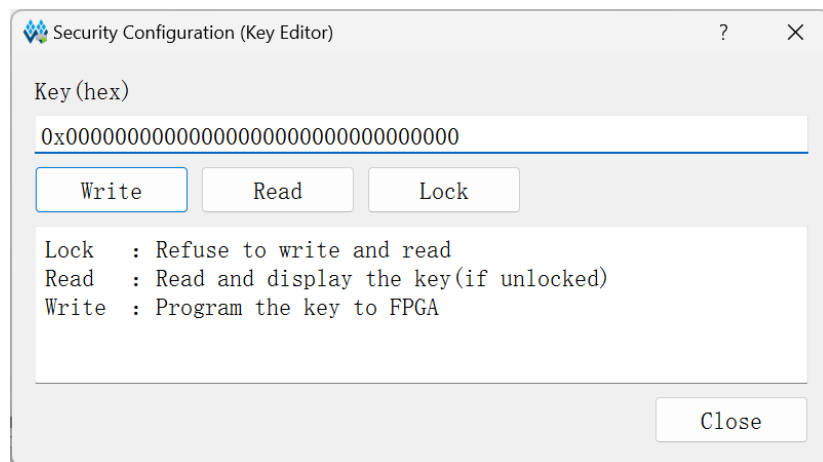 Security Configuration (Key Editor) ?
Key(hex)
0x00000000000000000000000000000000
Write Read Lock
Lock : Refuse to write and read
Read : Read and display the key(if unlocked)
Write : Program the key to FPGA
Close